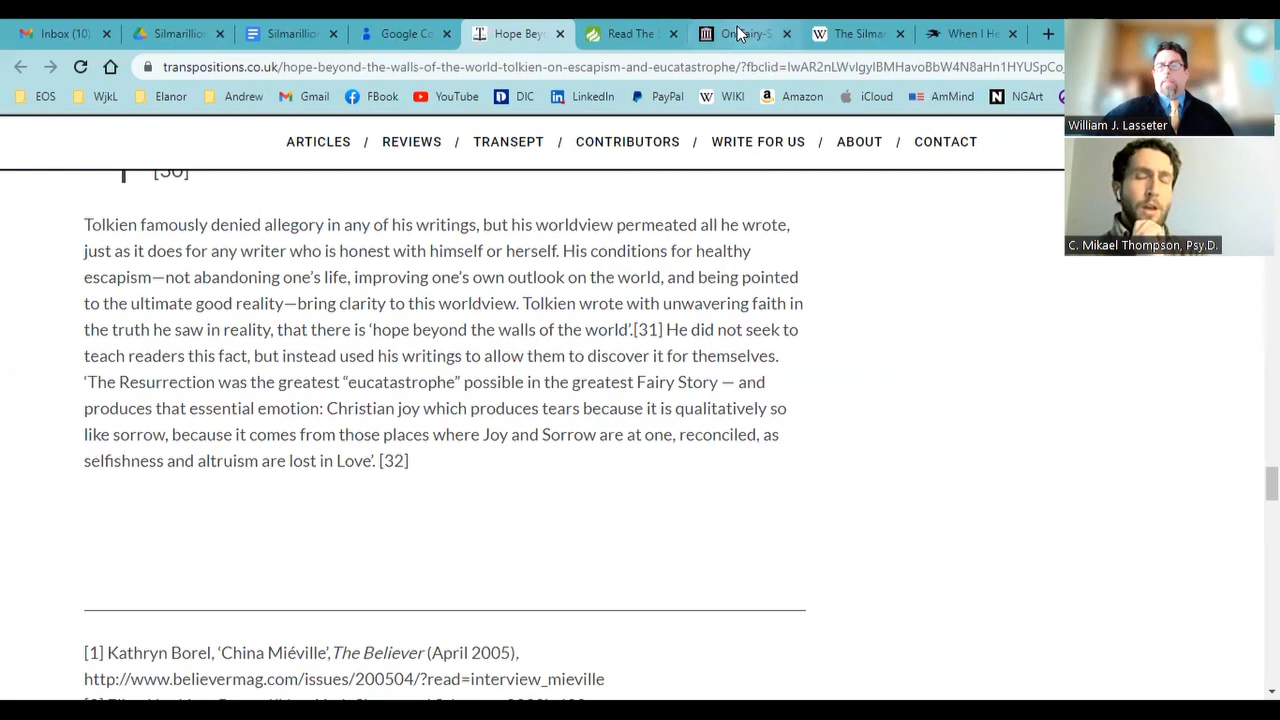 Inbox (10)
Silmarillion
Silmarillion
Google Co
Hope Bey
Read The
The Silmar
When I He
transpositions.co.uk/hope-beyond-the-walls-of-the-world-tolkien-on-escapism-and-eucatastrophe/
EOS
WjkL
Elanor
Andrew
Gmail
FBook
YouTube
DIC
LinkedIn
PayPal
WIKI
Amazon
iCloud
AmMind
NGArt
William J. Lasseter
C. Mikael Thompson, Psy.D.
ARTICLES / REVIEWS / TRANSEPT / CONTRIBUTORS / WRITE FOR US / ABOUT / CONTACT
[30]
Tolkien famously denied allegory in any of his writings, but his worldview permeated all he wrote,
just as it does for any writer who is honest with himself or herself. His conditions for healthy
escapism—not abandoning one’s life, improving one’s own outlook on the world, and being pointed
to the ultimate good reality—bring clarity to this worldview. Tolkien wrote with unwavering faith in
the truth he saw in reality, that there is ‘hope beyond the walls of the world’.[31] He did not seek to
teach readers this fact, but instead used his writings to allow them to discover it for themselves.
‘The Resurrection was the greatest “eucatastrophe” possible in the greatest Fairy Story — and
produces that essential emotion: Christian joy which produces tears because it is qualitatively so
like sorrow, because it comes from those places where Joy and Sorrow are at one, reconciled, as
selfishness and altruism are lost in Love’. [32]
[1] Kathryn Borel, ‘China Miéville’, The Believer (April 2005),
http://www.believermag.com/issues/200504/?read=interview_mieville